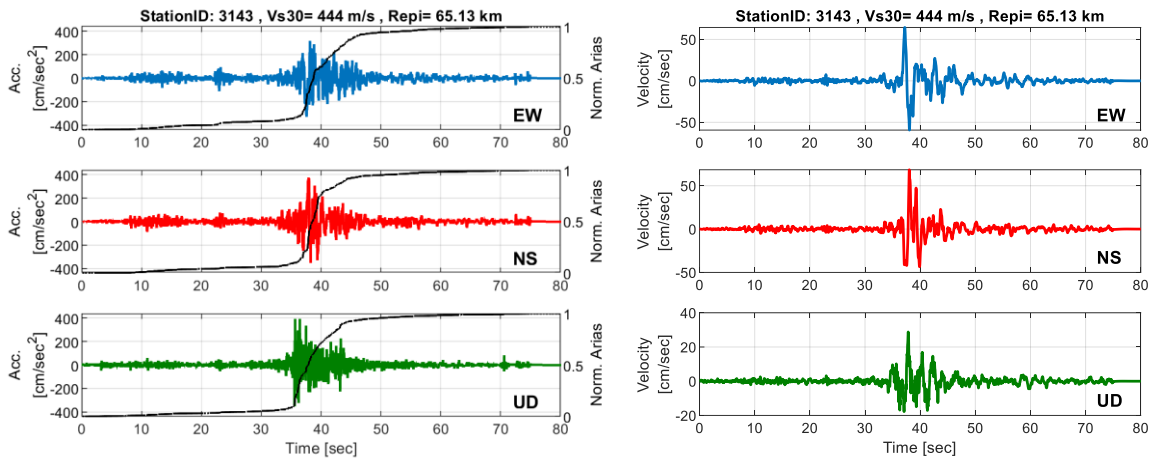 StationID: 3143 , Vs30= 444 m/s , Repi= 65.13 km
400
200
0
-200
-400
Acc.
[cm/sec2]
1
0.5
0
Norm. Arias
EW
0 10 20 30 40 50 60 70 80
400
200
0
-200
-400
Acc.
[cm/sec2]
1
0.5
0
Norm. Arias
NS
0 10 20 30 40 50 60 70 80
400
200
0
-200
-400
Acc.
[cm/sec2]
1
0.5
0
Norm. Arias
UD
0 10 20 30 40 50 60 70 80
Time [sec]
StationID: 3143 , Vs30= 444 m/s , Repi= 65.13 km
50
0
-50
Velocity
[cm/sec]
EW
0 10 20 30 40 50 60 70 80
50
0
-50
Velocity
[cm/sec]
NS
0 10 20 30 40 50 60 70 80
40
20
0
-20
Velocity
[cm/sec]
UD
0 10 20 30 40 50 60 70 80
Time [sec]